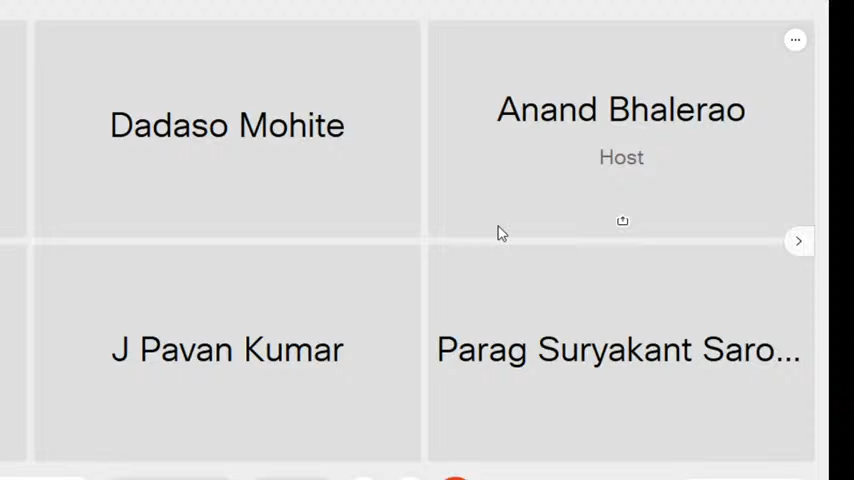 Dadaso Mohite
Anand Bhalerao
Host
J Pavan Kumar
Parag Suryakant Saro...